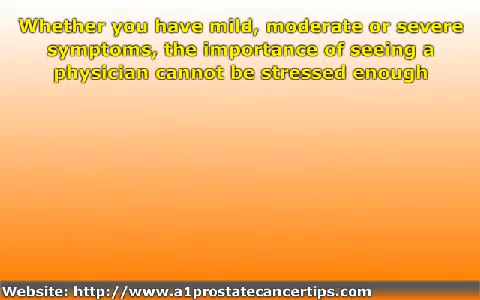 Whether you have mild, moderate or severe
symptoms, the importance of seeing a
physician cannot be stressed enough
Website: http://www.a1prostatecancertips.com